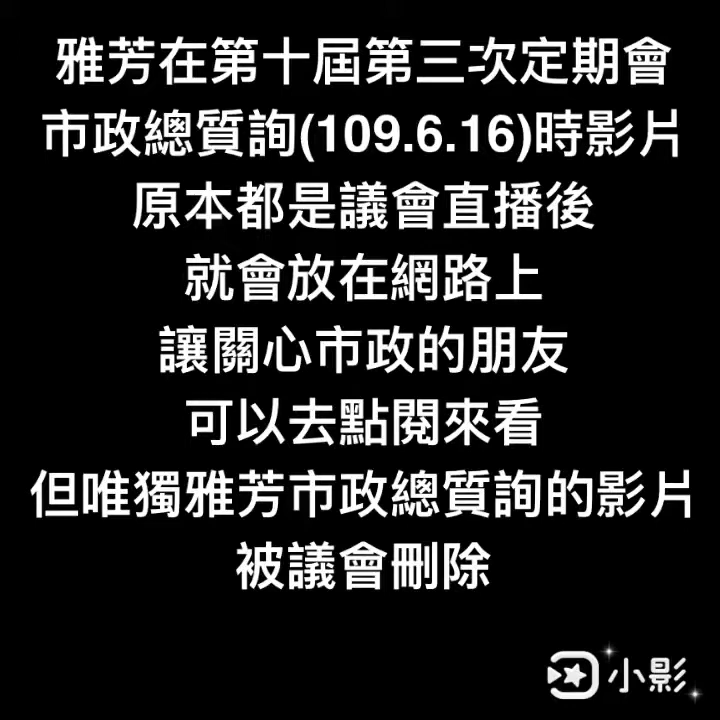 雅芳在第十屆第三次定期會
市政總質詢(109.6.16)時影片
原本都是議會直播後
就會放在網路上
讓關心市政的朋友
可以去點閱來看
但唯獨雅芳市政總質詢的影片
被議會刪除
小影